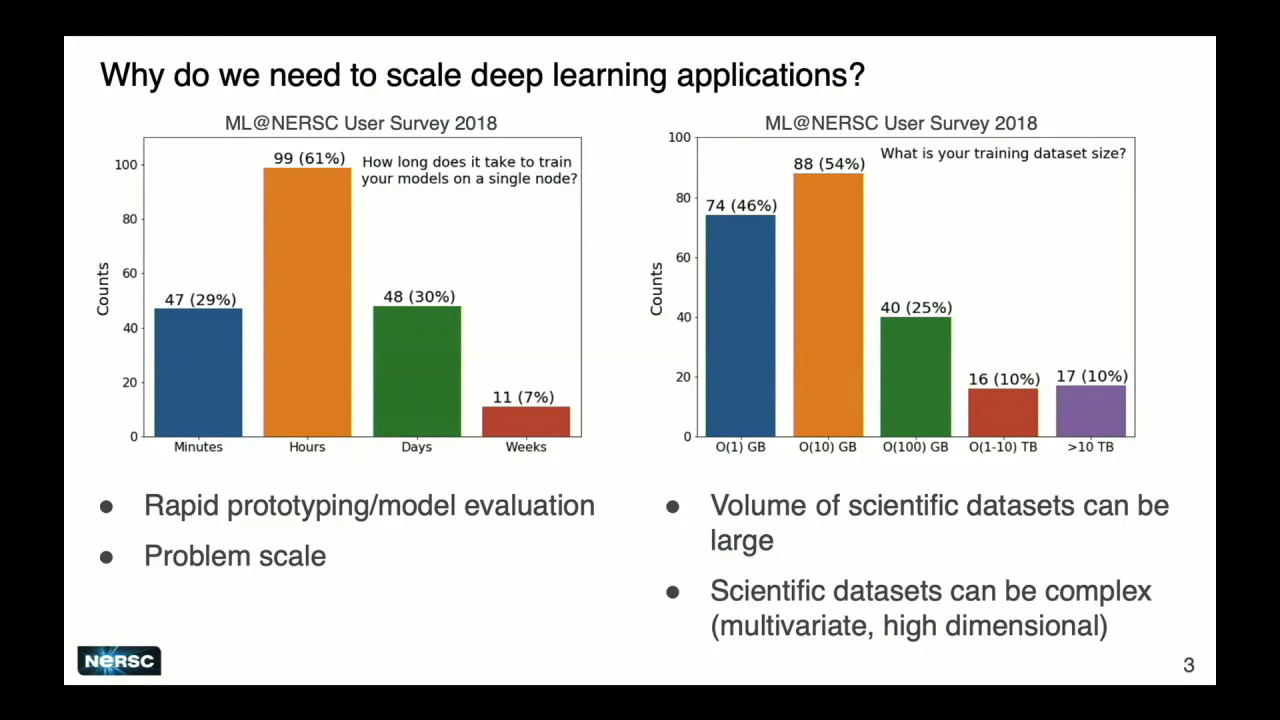 Why do we need to scale deep learning applications?
ML@NERSC User Survey 2018
How long does it take to train
your models on a single node?
Counts
100
80
60
40
20
0
47 (29%)
99 (61%)
48 (30%)
11 (7%)
Minutes
Hours
Days
Weeks
● Rapid prototyping/model evaluation
● Problem scale
ML@NERSC User Survey 2018
What is your training dataset size?
Counts
100
80
60
40
20
0
74 (46%)
88 (54%)
40 (25%)
16 (10%)
17 (10%)
O(1) GB
O(10) GB
O(100) GB
O(1-10) TB
>10 TB
● Volume of scientific datasets can be
large
● Scientific datasets can be complex
(multivariate, high dimensional)
NERSC
3